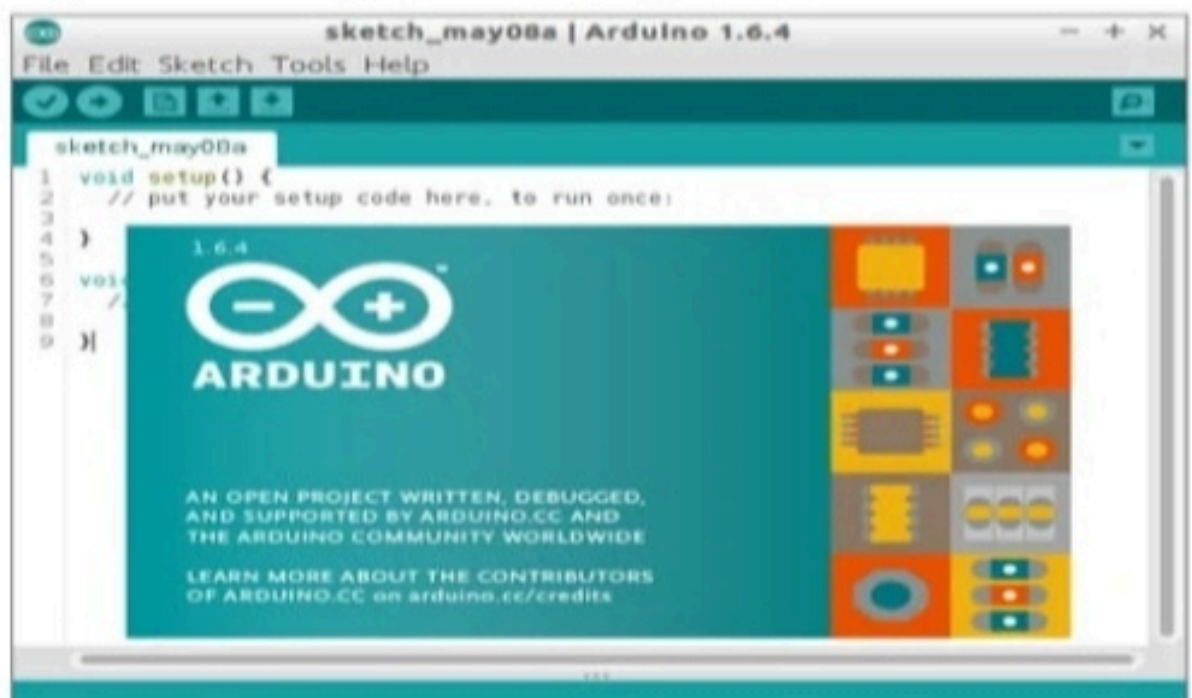 sketch_may08a | Arduino 1.6.4
File Edit Sketch Tools Help
sketch_may08a
1 void setup() {
2 // put your setup code here, to run once:
3
4 }
5
6 voi
7 /
8
9 }
1.6.4
ARDUINO
AN OPEN PROJECT WRITTEN, DEBUGGED,
AND SUPPORTED BY ARDUINO.CC AND
THE ARDUINO COMMUNITY WORLDWIDE
LEARN MORE ABOUT THE CONTRIBUTORS
OF ARDUINO.CC on arduino.cc/credits